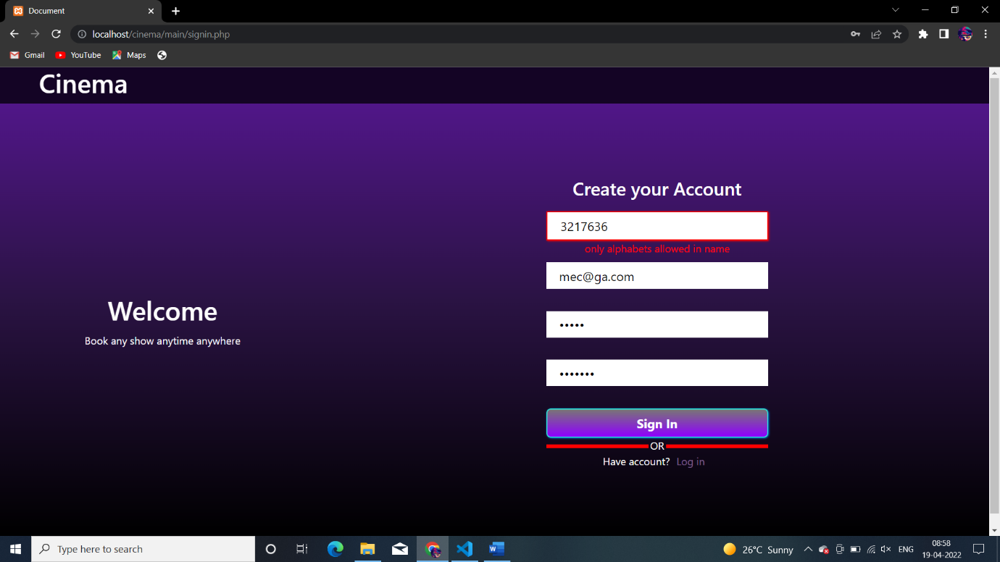 Document
localhost/cinema/main/signin.php
Gmail YouTube Maps
Cinema
Create your Account
3217636
only alphabets allowed in name
mec@ga.com
•••••
•••••••
Welcome
Book any show anytime anywhere
Sign In
OR
Have account? Log in
Type here to search
26°C Sunny
ENG
08:58
19-04-2022